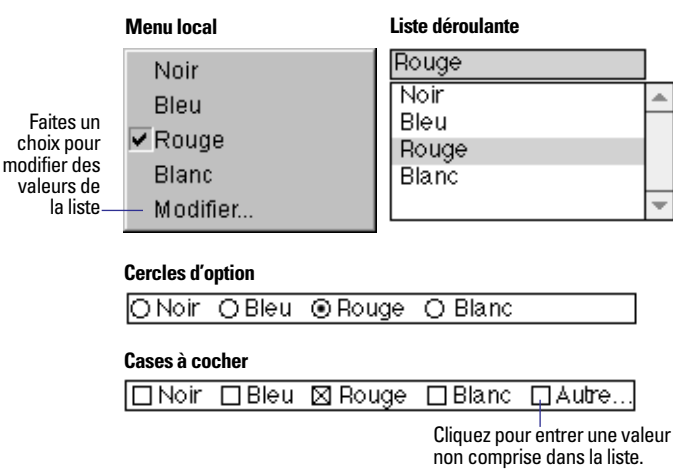 Menu local
Noir
Bleu
Rouge
Blanc
Modifier...
Faites un
choix pour
modifier des
valeurs de
la liste
Liste déroulante
Rouge
Noir
Bleu
Rouge
Blanc
Cercles d’option
Noir Bleu Rouge Blanc
Cases à cocher
Noir Bleu Rouge Blanc Autre...
Cliquez pour entrer une valeur
non comprise dans la liste.